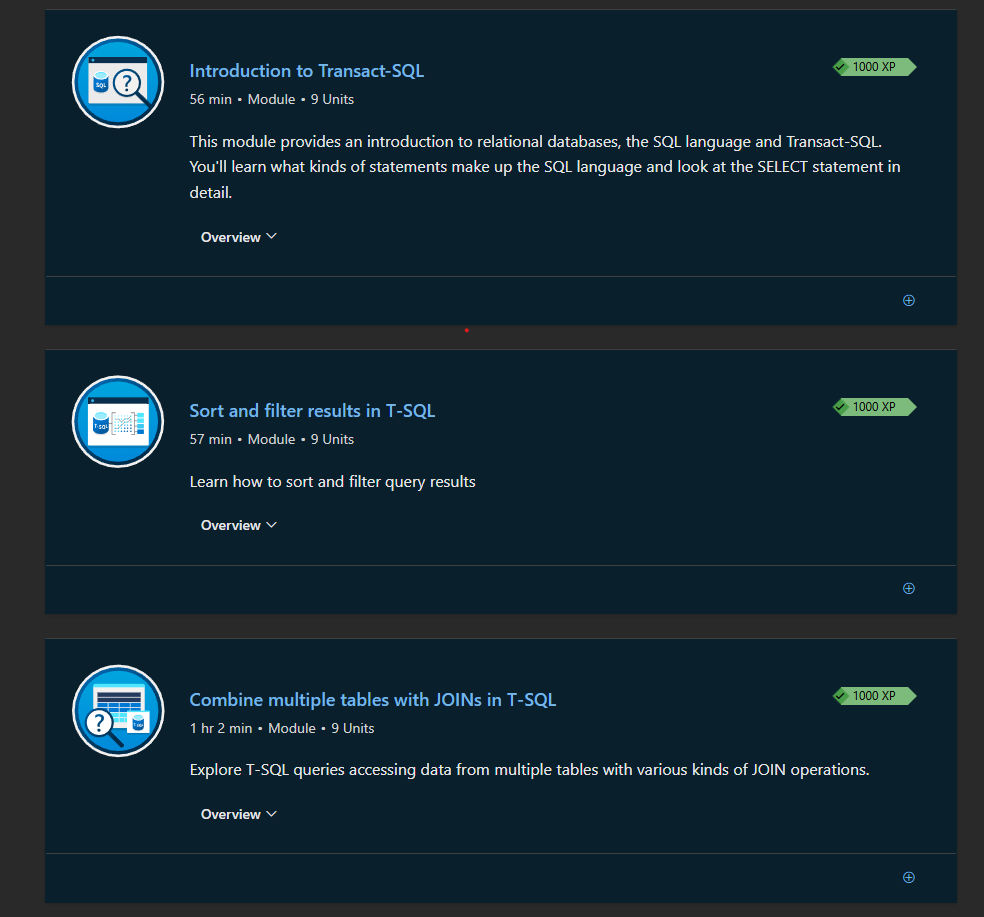 Introduction to Transact-SQL
1000 XP
56 min • Module • 9 Units
This module provides an introduction to relational databases, the SQL language and Transact-SQL.
You'll learn what kinds of statements make up the SQL language and look at the SELECT statement in
detail.
Overview
SQL
?
Sort and filter results in T-SQL
1000 XP
57 min • Module • 9 Units
Learn how to sort and filter query results
Overview
T-SQL
Combine multiple tables with JOINs in T-SQL
1000 XP
1 hr 2 min • Module • 9 Units
Explore T-SQL queries accessing data from multiple tables with various kinds of JOIN operations.
Overview
?
T-SQL